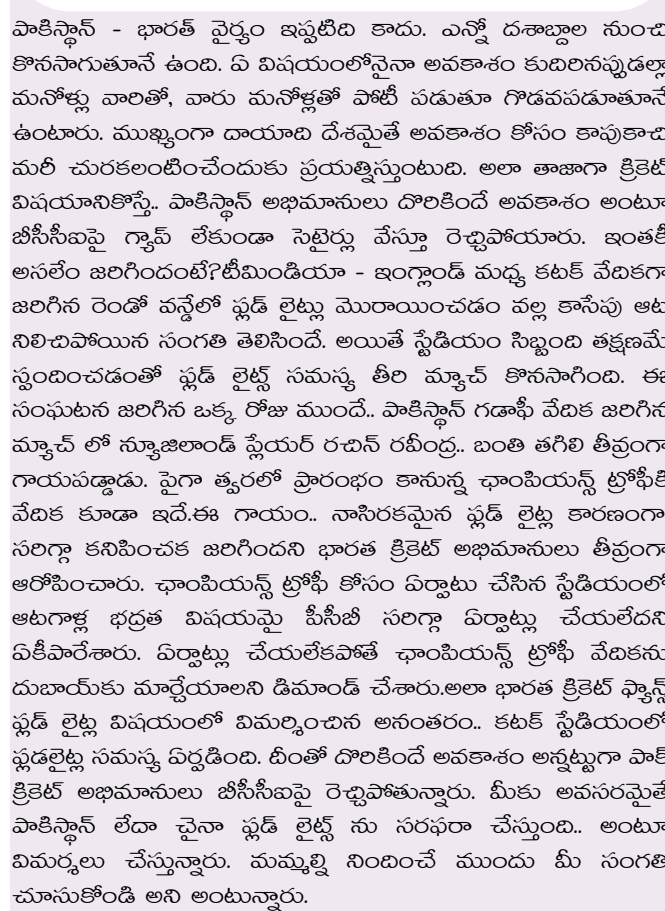 పాకిస్థాన్ - భారత్ వైర్యం ఇప్పటిది కాదు. ఎన్నో దశాబ్దాల నుంచి
కొనసాగుతూనే ఉంది. ఏ విషయంలోనైనా అవకాశం కుదిరినప్పుడల్లా
మనోళ్లు వారితో, వారు మనోళ్లతో పోటీ పడుతూ గొడవపడూతూనే
ఉంటారు. ముఖ్యంగా దాయాది దేశమైతే అవకాశం కోసం కాపుకాచి
మరీ చురకలంటించేందుకు ప్రయత్నిస్తుంటుది. అలా తాజాగా క్రికెట్
విషయానికొస్తే.. పాకిస్థాన్ అభిమానులు దొరికిందే అవకాశం అంటూ
బీసీసీఐపై గ్యాప్ లేకుండా సెటైర్లు వేస్తూ రెచ్చిపోయారు. ఇంతకీ
అసలేం జరిగిందంటే?టీమిండియా - ఇంగ్లాండ్ మధ్య కటక్ వేదికగా
జరిగిన రెండో వన్డేలో ఫ్లడ్ లైట్లు మొరాయించడం వల్ల కాసేపు ఆట
నిలిచిపోయిన సంగతి తెలిసిందే. అయితే స్టేడియం సిబ్బంది తక్షణమే
స్పందించడంతో ఫ్లడ్ లైట్స్ సమస్య తీరి మ్యాచ్ కొనసాగింది. ఈ
సంఘటన జరిగిన ఒక్క రోజు ముందే.. పాకిస్థాన్ గడాఫీ వేదిక జరిగిన
మ్యాచ్ లో న్యూజిలాండ్ ప్లేయర్ రచిన్ రవీంద్ర.. బంతి తగిలి తీవ్రంగా
గాయపడ్డాడు. పైగా త్వరలో ప్రారంభం కానున్న ఛాంపియన్స్ ట్రోఫీకి
వేదిక కూడా ఇదే.ఈ గాయం.. నాసిరకమైన ఫ్లడ్ లైట్ల కారణంగా
సరిగ్గా కనిపించక జరిగిందని భారత క్రికెట్ అభిమానులు తీవ్రంగా
ఆరోపించారు. ఛాంపియన్స్ ట్రోఫీ కోసం ఏర్పాటు చేసిన స్టేడియంలో
ఆటగాళ్ల భద్రత విషయమై పీసీబీ సరిగ్గా ఏర్పాట్లు చేయలేదని
ఏకీపారేశారు. ఏర్పాట్లు చేయలేకపోతే ఛాంపియన్స్ ట్రోఫీ వేదికను
దుబాయ్‌కు మార్చేయాలని డిమాండ్ చేశారు.అలా భారత క్రికెట్ ఫ్యాన్స్
ఫ్లడ్ లైట్ల విషయంలో విమర్శించిన అనంతరం.. కటక్ స్టేడియంలో
ఫ్లడలైట్ల సమస్య ఏర్పడింది. దీంతో దొరికిందే అవకాశం అన్నట్టుగా పాక్
క్రికెట్ అభిమానులు బీసీసీఐపై రెచ్చిపోతున్నారు. మీకు అవసరమైతే
పాకిస్థాన్ లేదా చైనా ఫ్లడ్ లైట్స్ ను సరఫరా చేస్తుంది.. అంటూ
విమర్శలు చేస్తున్నారు. మమ్మల్ని నిందించే ముందు మీ సంగతి
చూసుకోండి అని అంటున్నారు.